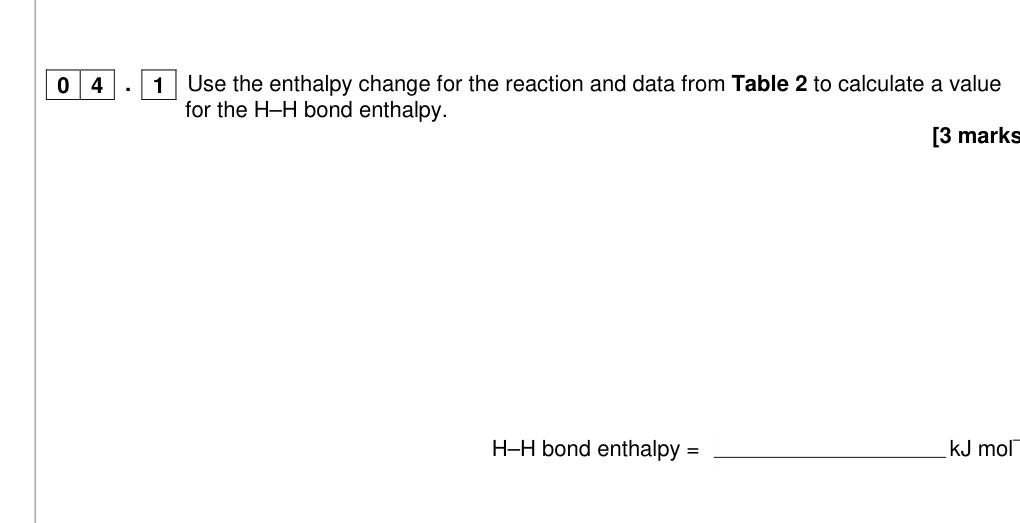 0 4 . 1 Use the enthalpy change for the reaction and data from Table 2 to calculate a value
for the H–H bond enthalpy.
[3 marks
H–H bond enthalpy = ____________________ kJ mol⁻